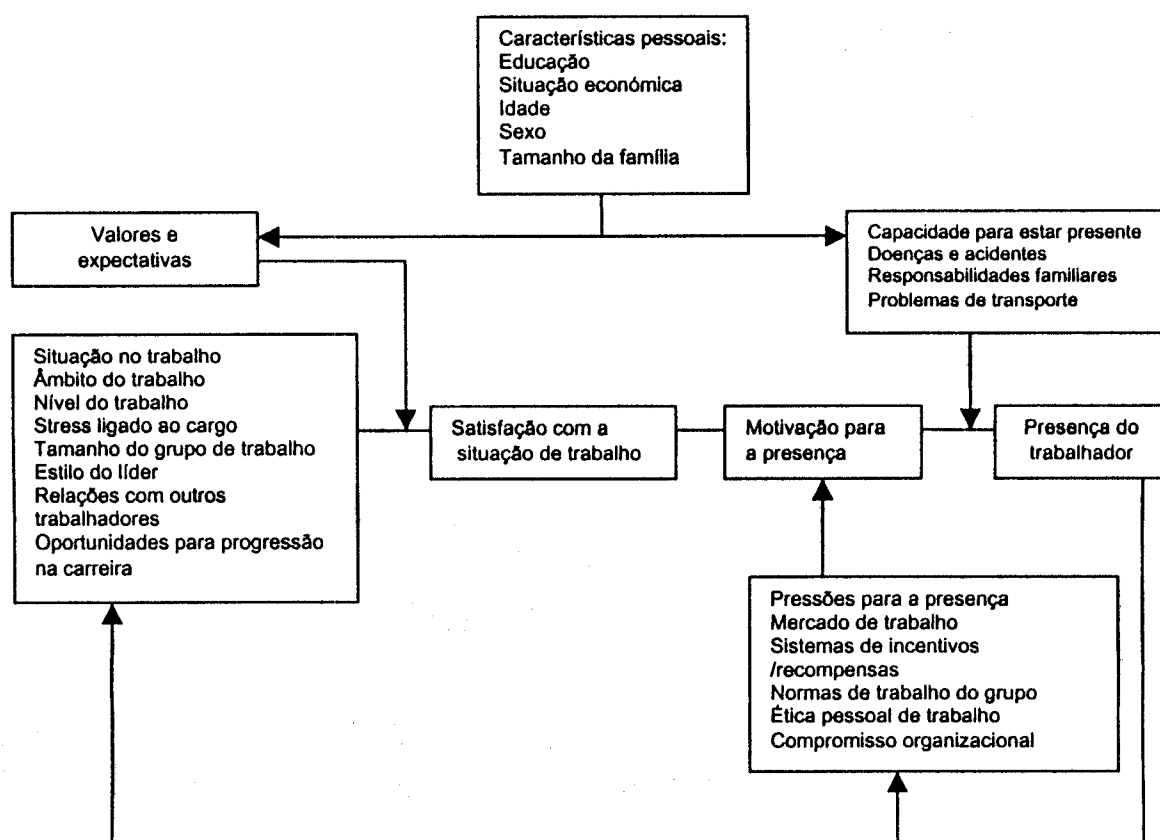 Características pessoais:
Educação
Situação económica
Idade
Sexo
Tamanho da família
Valores e
expectativas
Capacidade para estar presente
Doenças e acidentes
Responsabilidades familiares
Problemas de transporte
Situação no trabalho
Âmbito do trabalho
Nível do trabalho
Stress ligado ao cargo
Tamanho do grupo de trabalho
Estilo do líder
Relações com outros
trabalhadores
Oportunidades para progressão
na carreira
Satisfação com a
situação de trabalho
Motivação para
a presença
Presença do
trabalhador
Pressões para a presença
Mercado de trabalho
Sistemas de incentivos
/recompensas
Normas de trabalho do grupo
Ética pessoal de trabalho
Compromisso organizacional